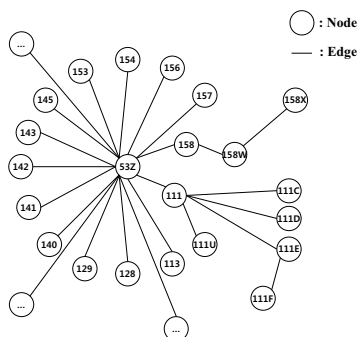 : Node
: Edge
...
153
154
156
145
157
158X
143
158
158W
142
53Z
111
111C
141
111D
140
111U
111E
129
128
113
111F
...
...